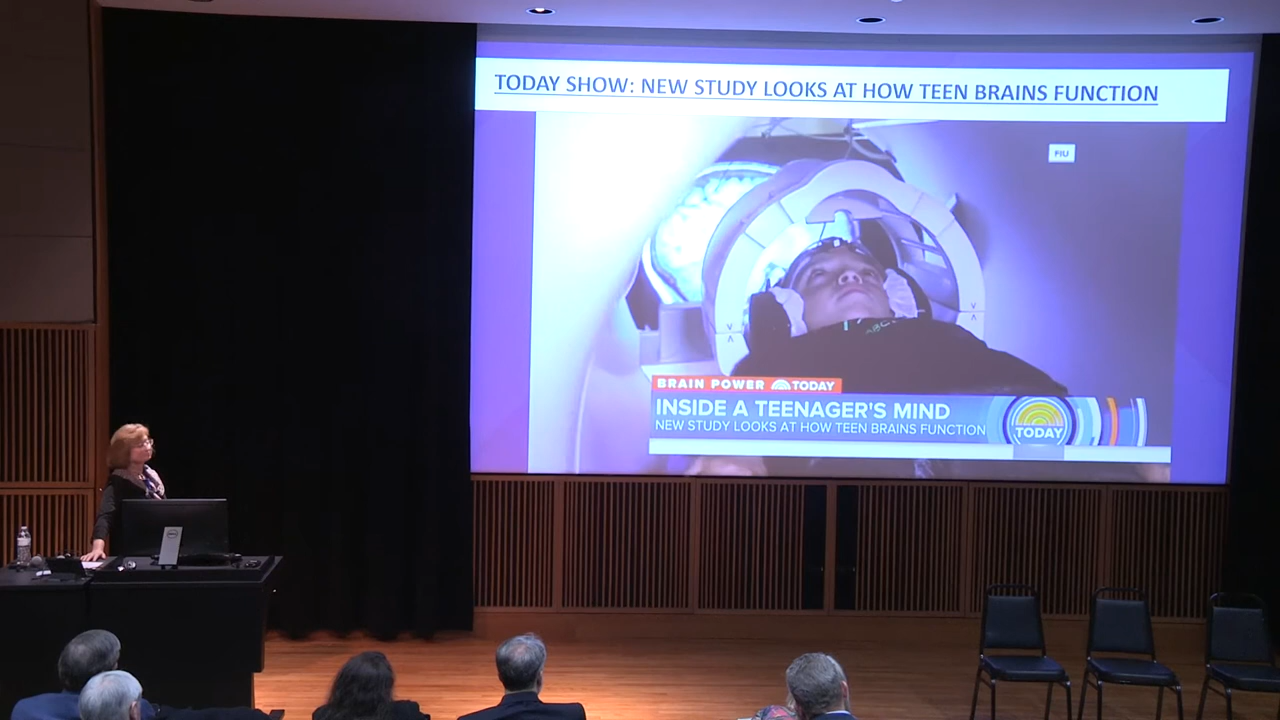 TODAY SHOW: NEW STUDY LOOKS AT HOW TEEN BRAINS FUNCTION
FIU
BRAIN POWER TODAY
INSIDE A TEENAGER'S MIND
NEW STUDY LOOKS AT HOW TEEN BRAINS FUNCTION
TODAY
DELL